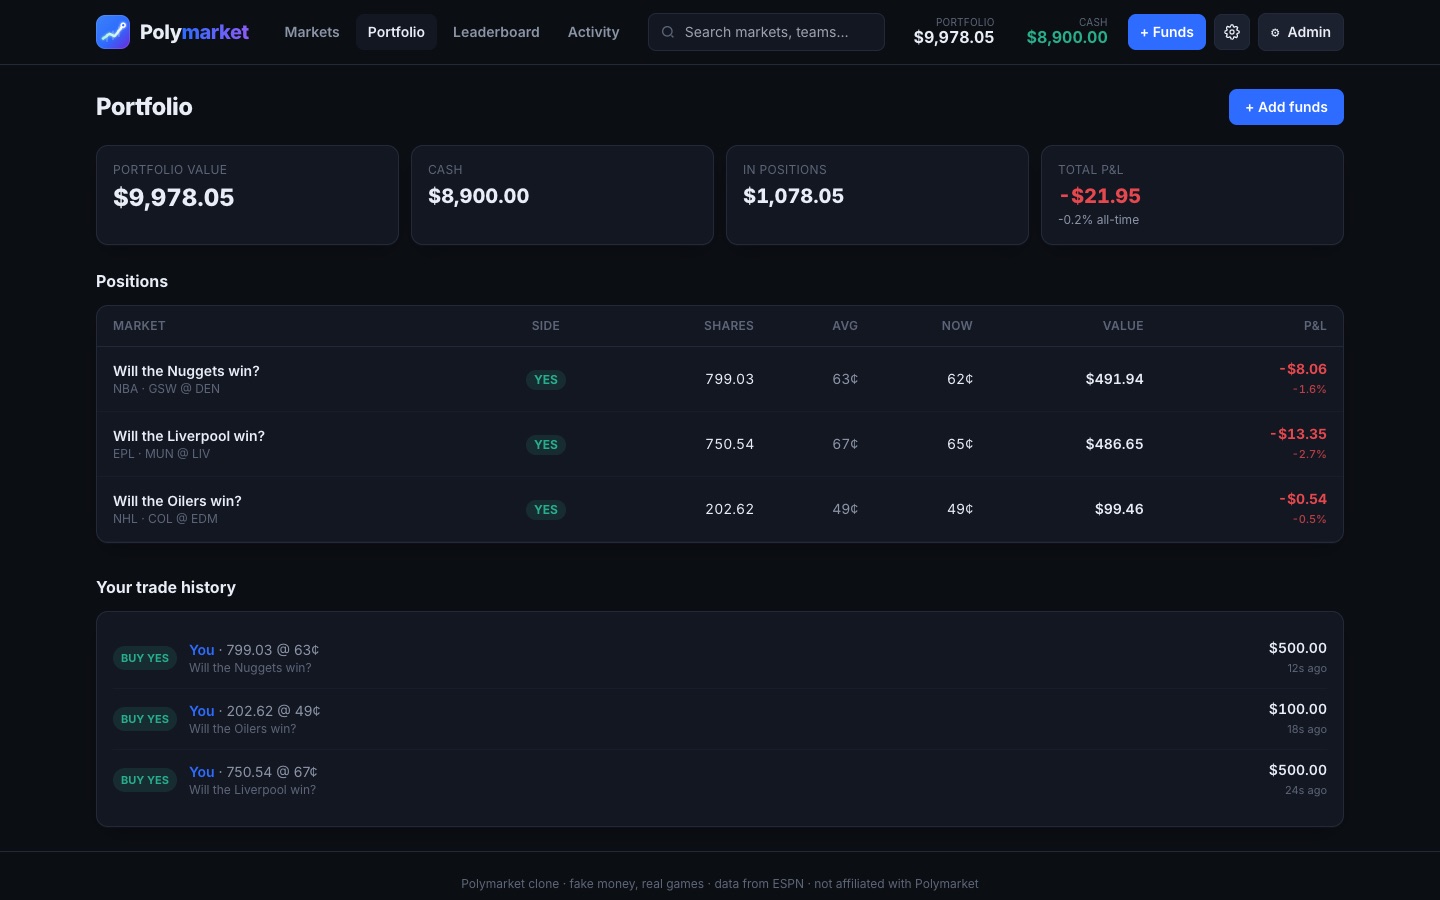 Polymarket
Markets
Portfolio
Leaderboard
Activity
Search markets, teams...
PORTFOLIO
$9,978.05
CASH
$8,900.00
+ Funds
Admin
Portfolio
+ Add funds
PORTFOLIO VALUE
$9,978.05
CASH
$8,900.00
IN POSITIONS
$1,078.05
TOTAL P&L
-$21.95
-0.2% all-time
Positions
MARKET SIDE SHARES AVG NOW VALUE P&L
Will the Nuggets win?
NBA · GSW @ DEN
YES 799.03 63¢ 62¢ $491.94
-$8.06
-1.6%
Will the Liverpool win?
EPL · MUN @ LIV
YES 750.54 67¢ 65¢ $486.65
-$13.35
-2.7%
Will the Oilers win?
NHL · COL @ EDM
YES 202.62 49¢ 49¢ $99.46
-$0.54
-0.5%
Your trade history
BUY YES
You · 799.03 @ 63¢
Will the Nuggets win?
$500.00
12s ago
BUY YES
You · 202.62 @ 49¢
Will the Oilers win?
$100.00
18s ago
BUY YES
You · 750.54 @ 67¢
Will the Liverpool win?
$500.00
24s ago
Polymarket clone · fake money, real games · data from ESPN · not affiliated with Polymarket